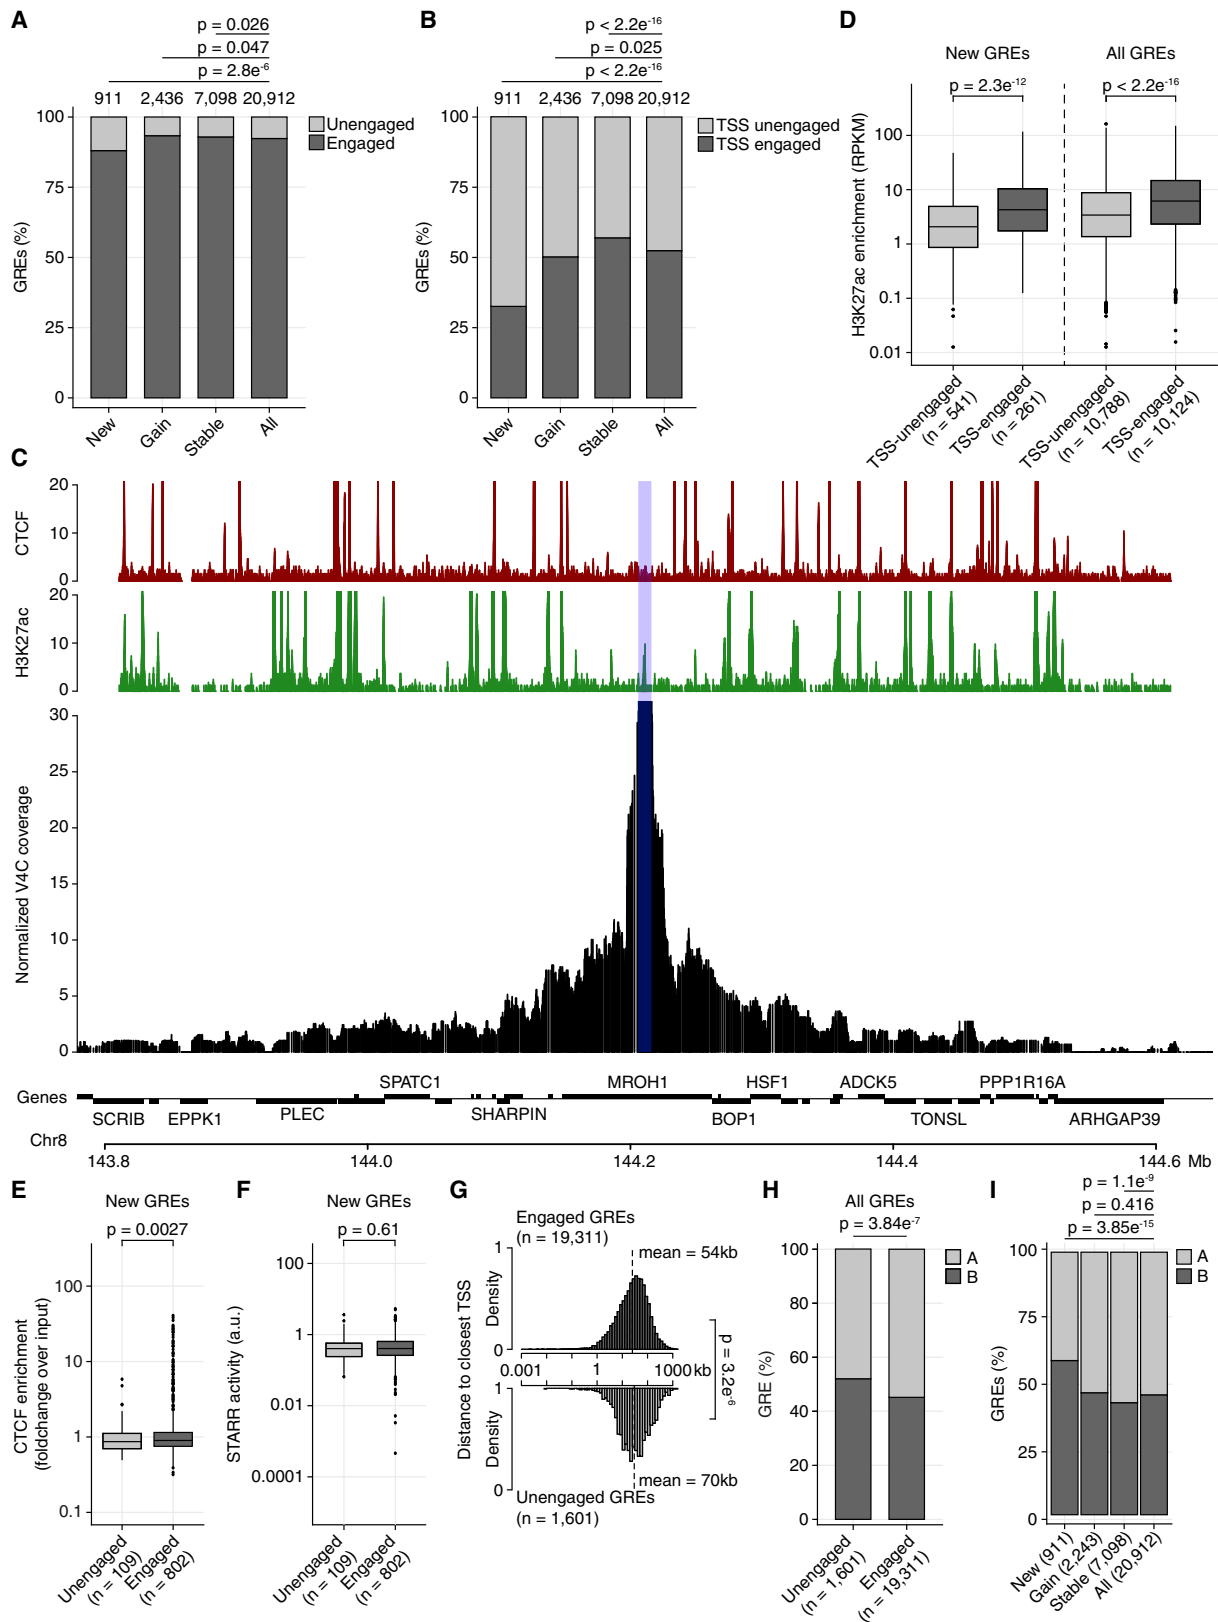 A
p = 0.026
p = 0.047
p = 2.8e-6
911 2,436 7,098 20,912
100
75
50
25
0
GREs (%)
New
Gain
Stable
All
Unengaged
Engaged
B
p < 2.2e-16
p = 0.025
p < 2.2e-16
911 2,436 7,098 20,912
100
75
50
25
0
GREs (%)
New
Gain
Stable
All
TSS unengaged
TSS engaged
D
New GREs
All GREs
p = 2.3e-12
p < 2.2e-16
H3K27ac enrichment (RPKM)
100
10
1
0.1
0.01
TSS-unengaged
(n = 541)
TSS-engaged
(n = 261)
TSS-unengaged
(n = 10,788)
TSS-engaged
(n = 10,124)
C
CTCF
20
10
0
H3K27ac
20
10
0
Normalized V4C coverage
30
25
20
15
10
5
0
Genes
SPATC1
MROH1
HSF1
ADCK5
PPP1R16A
SCRIB
EPPK1
PLEC
SHARPIN
BOP1
TONSL
ARHGAP39
Chr8
143.8
144.0
144.2
144.4
144.6 Mb
E
New GREs
p = 0.0027
CTCF enrichment
(foldchange over input)
100
10
1
0.1
Unengaged
(n = 109)
Engaged
(n = 802)
F
New GREs
p = 0.61
STARR activity (a.u.)
100
1
0.01
0.0001
Unengaged
(n = 109)
Engaged
(n = 802)
G
Engaged GREs
(n = 19,311)
mean = 54kb
Distance to closest TSS
Density
1
0
0.001
1
1000 kb
0
Density
0
mean = 70kb
Unengaged GREs
(n = 1,601)
p = 3.2e-6
H
All GREs
p = 3.84e-7
A
B
GRE (%)
100
80
60
40
20
0
Unengaged
(n = 1,601)
Engaged
(n = 19,311)
I
p = 1.1e-9
p = 0.416
p = 3.85e-15
A
B
GREs (%)
100
75
50
25
0
New (911)
Gain (2,243)
Stable (7,098)
All (20,912)